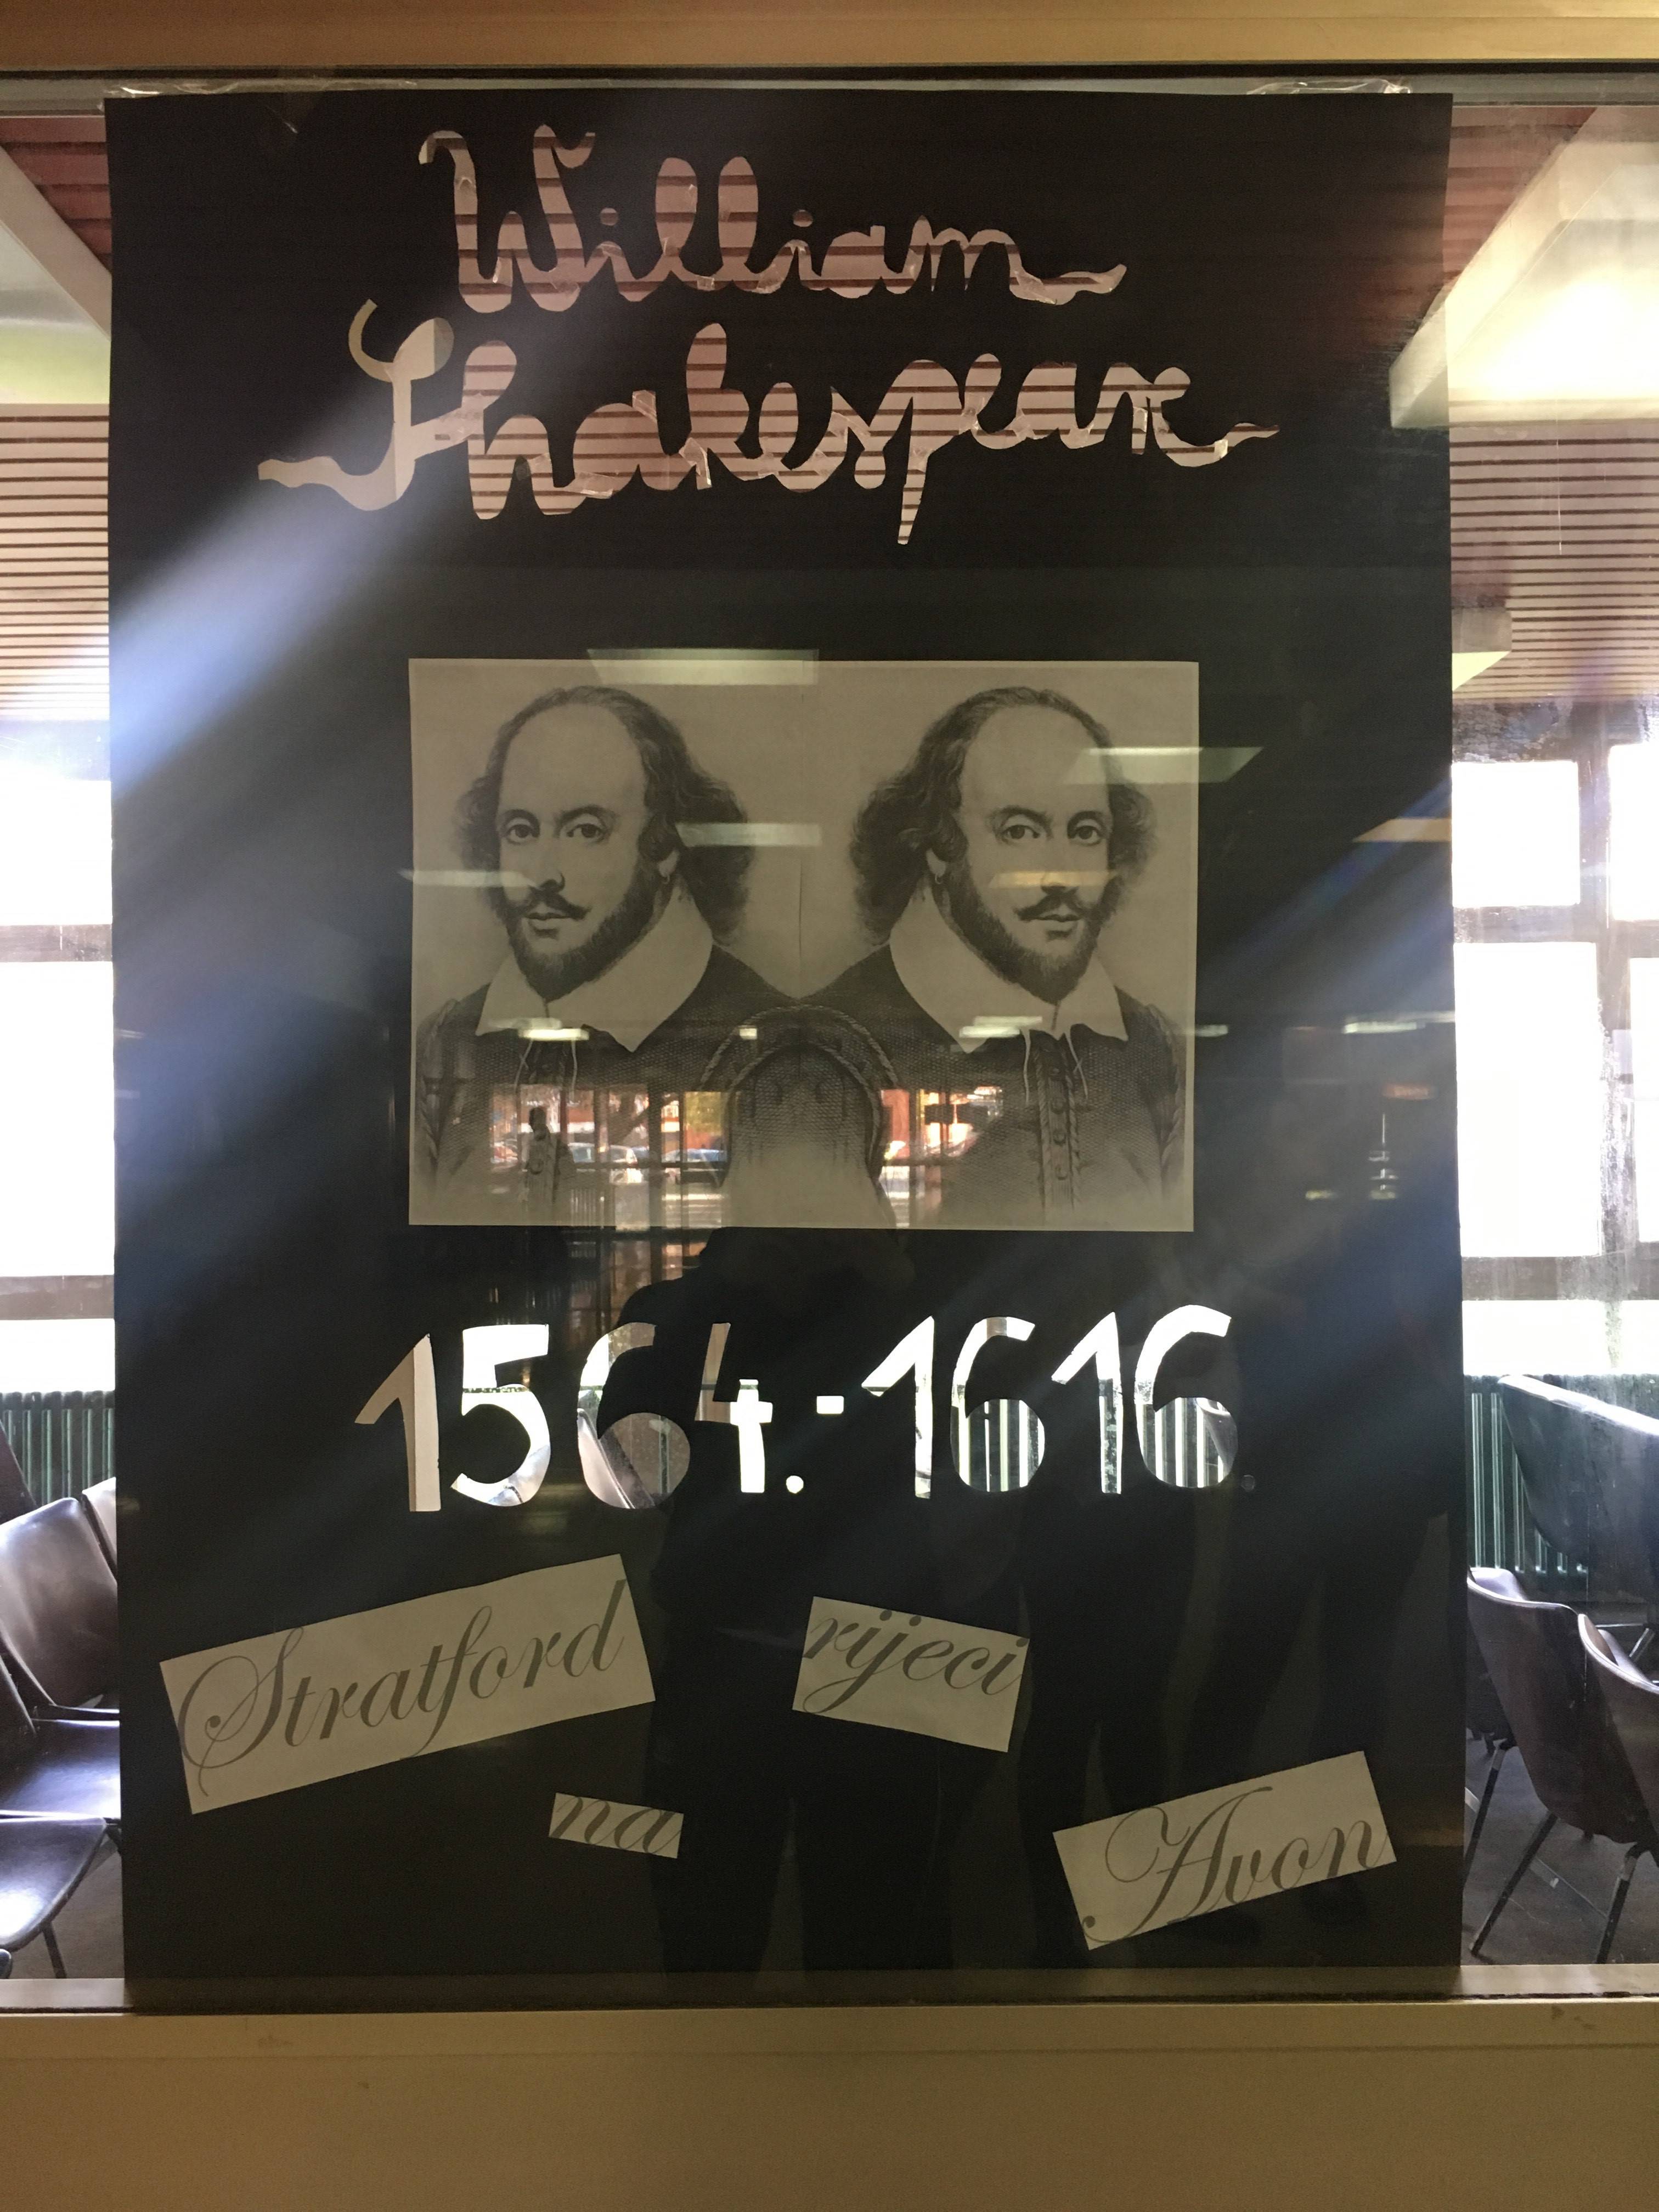 William
Shakespeare
1564.-1616.
Stratford
na
rijeci
Avon